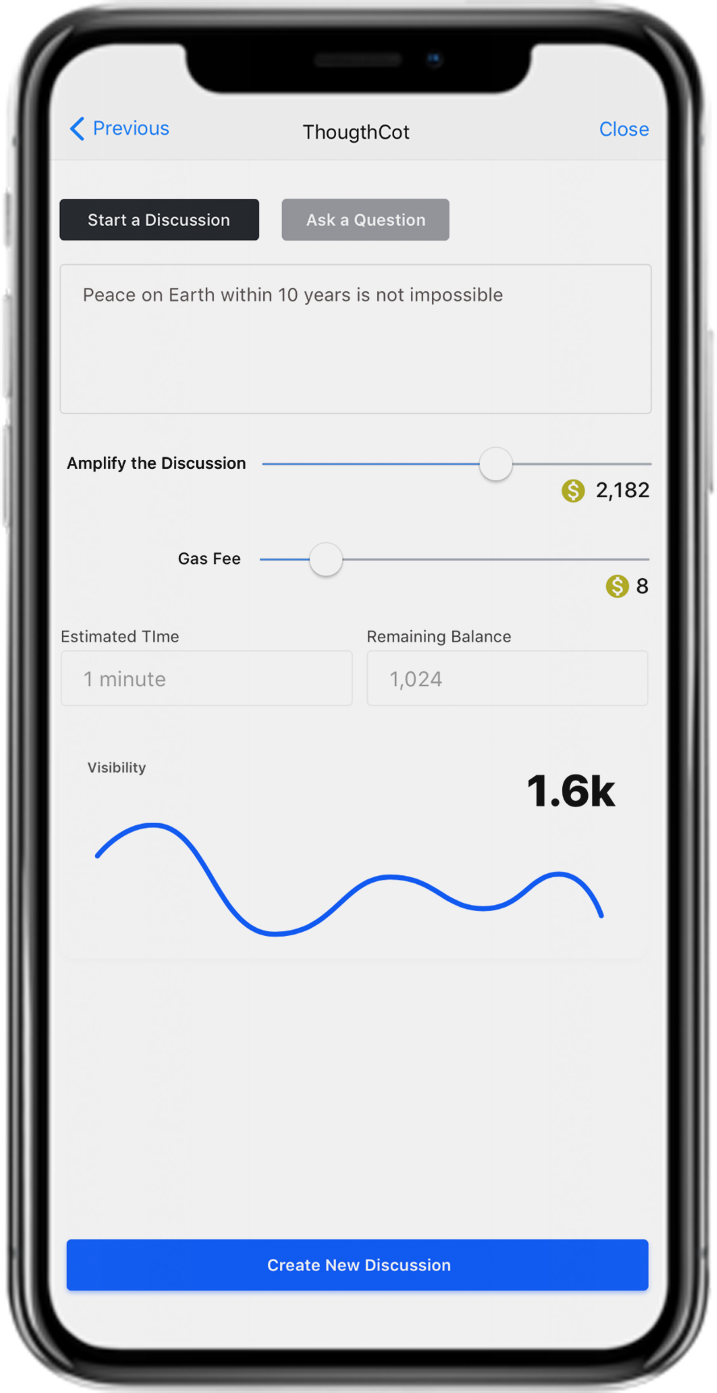 Previous
ThougthCot
Close
Start a Discussion
Ask a Question
Peace on Earth within 10 years is not impossible
Amplify the Discussion
$ 2,182
Gas Fee
$ 8
Estimated TIme
Remaining Balance
1 minute
1,024
Visibility
1.6k
Create New Discussion